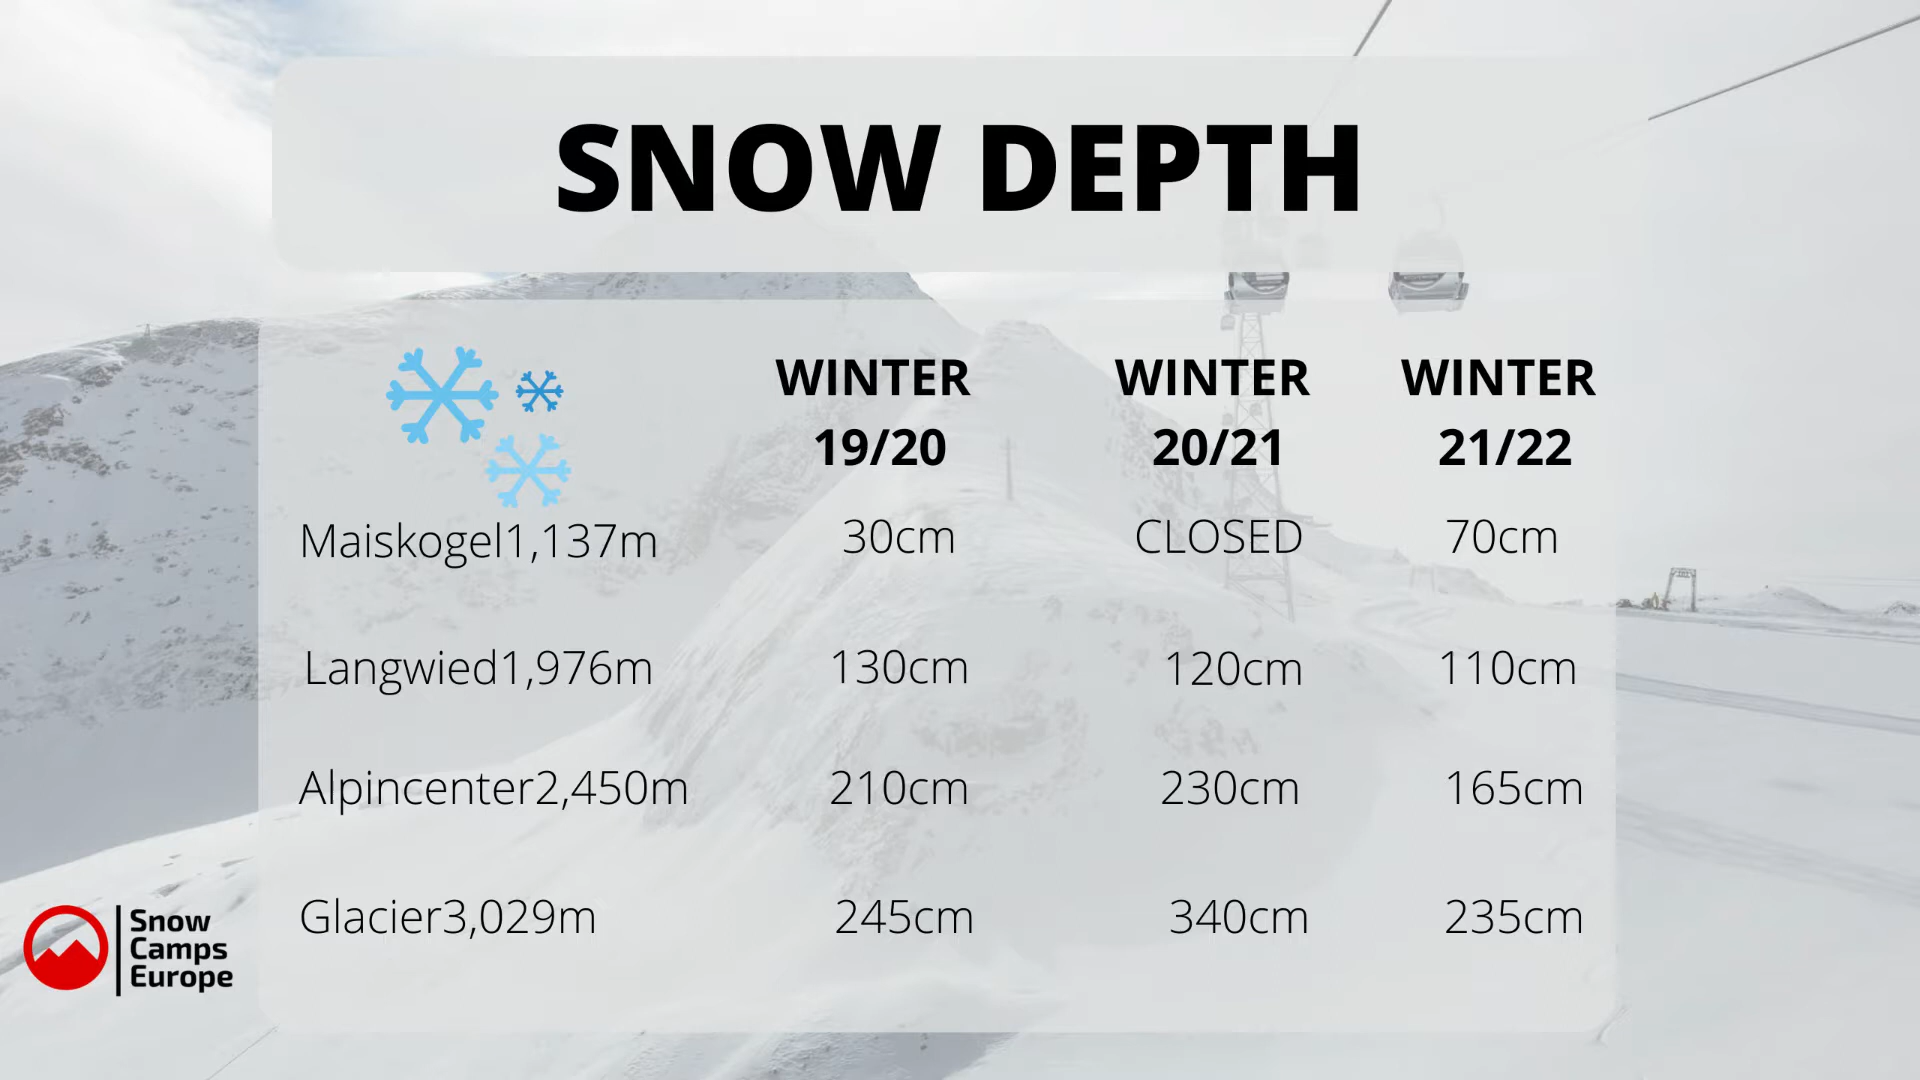 SNOW DEPTH
WINTER 19/20 WINTER 20/21 WINTER 21/22
Maiskogel1,137m 30cm CLOSED 70cm
Langwied1,976m 130cm 120cm 110cm
Alpincenter2,450m 210cm 230cm 165cm
Glacier3,029m 245cm 340cm 235cm
Snow
Camps
Europe